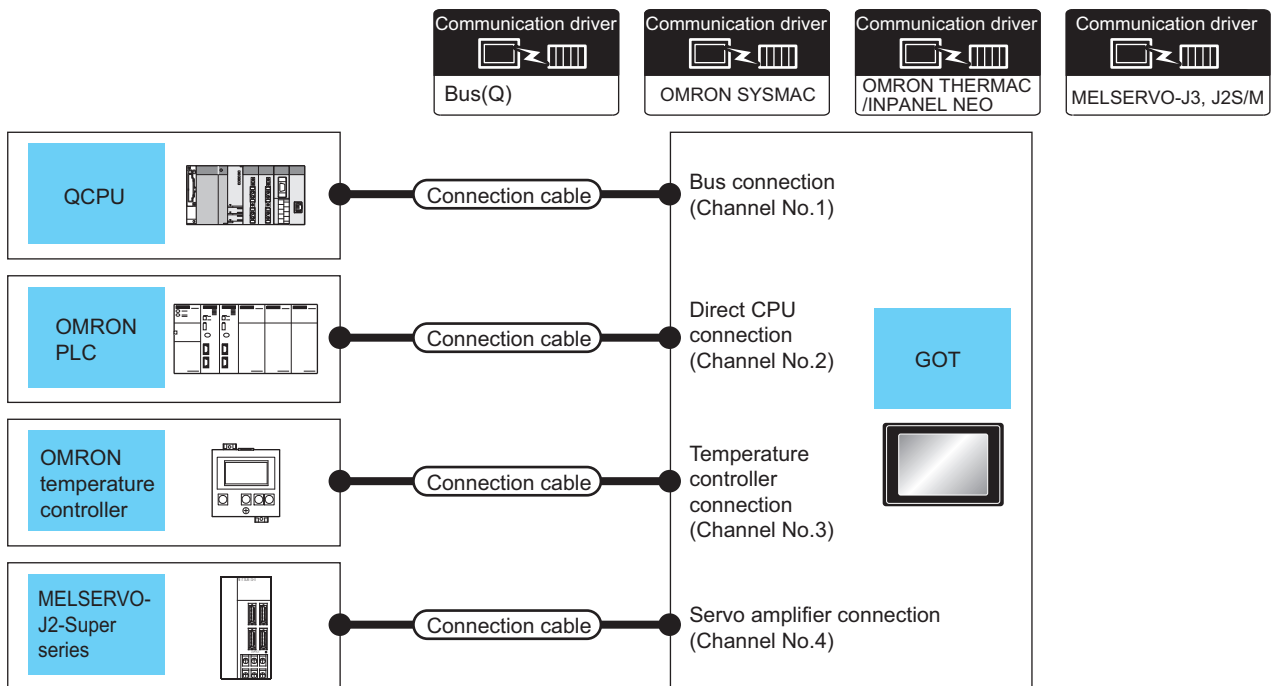 Communication driver
Bus(Q)
Communication driver
OMRON SYSMAC
Communication driver
OMRON THERMAC
/INPANEL NEO
Communication driver
MELSERVO-J3, J2S/M
QCPU
Connection cable
Bus connection
(Channel No.1)
OMRON
PLC
Connection cable
Direct CPU
connection
(Channel No.2)
GOT
OMRON
temperature
controller
Connection cable
Temperature
controller
connection
(Channel No.3)
MELSERVO-
J2-Super
series
Connection cable
Servo amplifier connection
(Channel No.4)